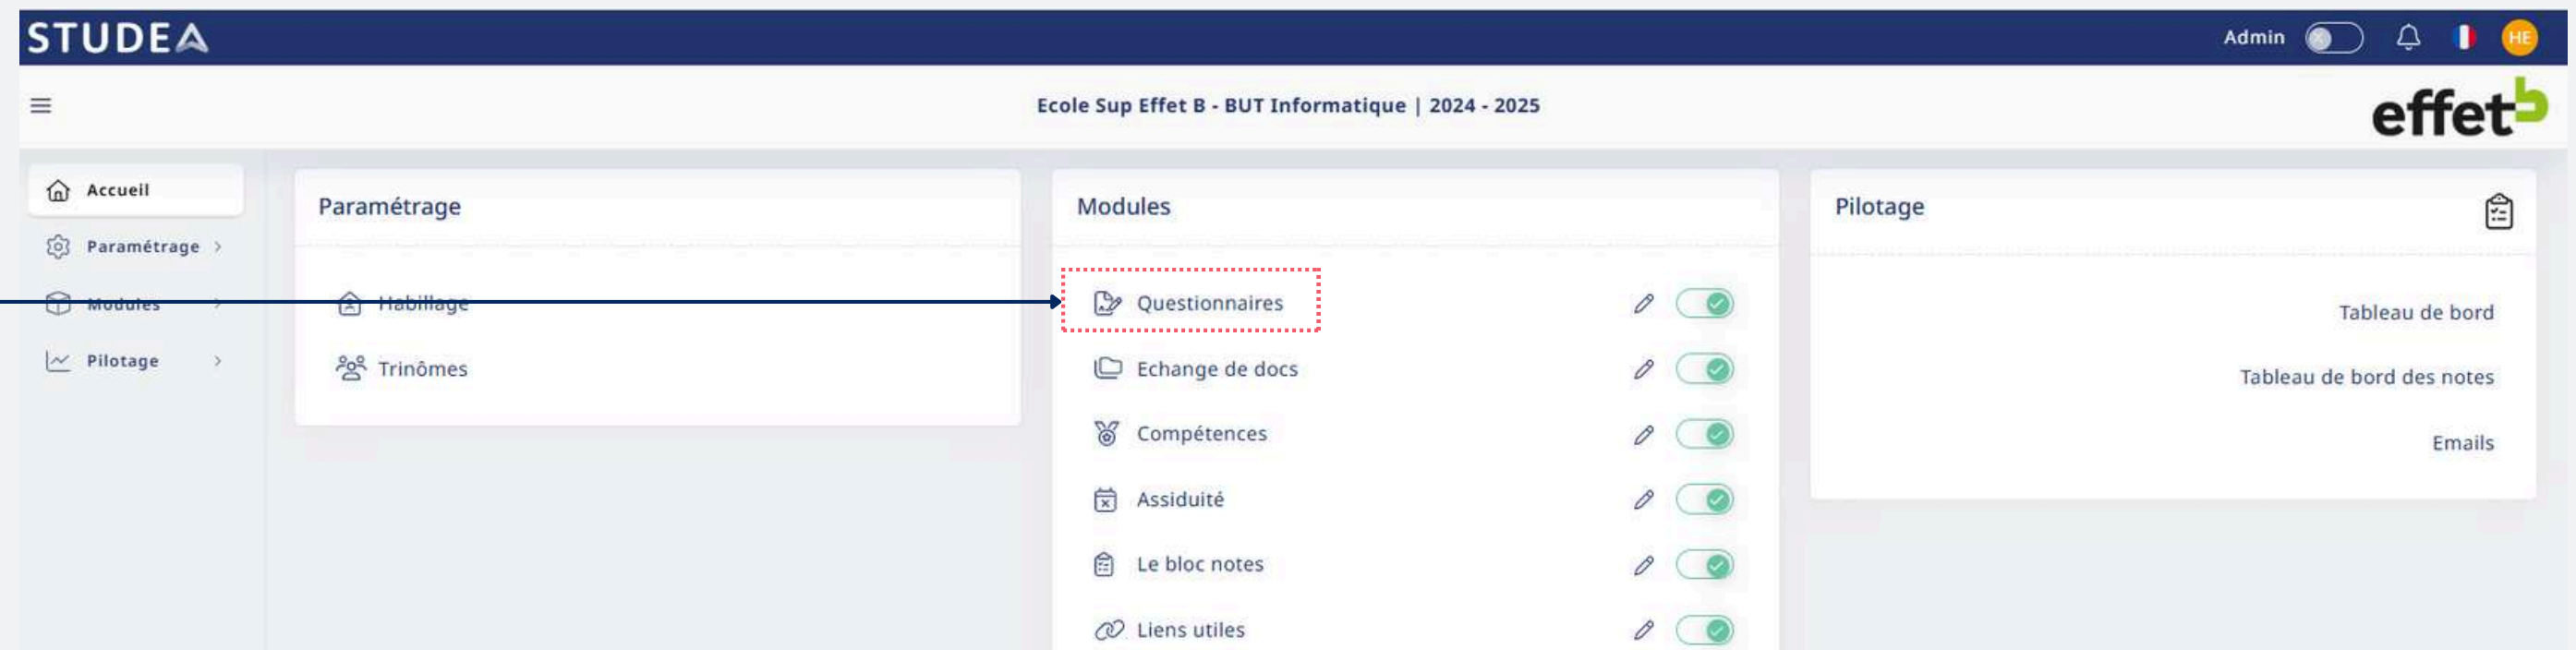 STUDEA
Admin
HE
Ecole Sup Effet B - BUT Informatique | 2024 - 2025
effet b
Accueil
Paramétrage
Modules
Pilotage
Paramétrage
Habillage
Trinômes
Modules
Questionnaires
Echange de docs
Compétences
Assiduité
Le bloc notes
Liens utiles
Pilotage
Tableau de bord
Tableau de bord des notes
Emails